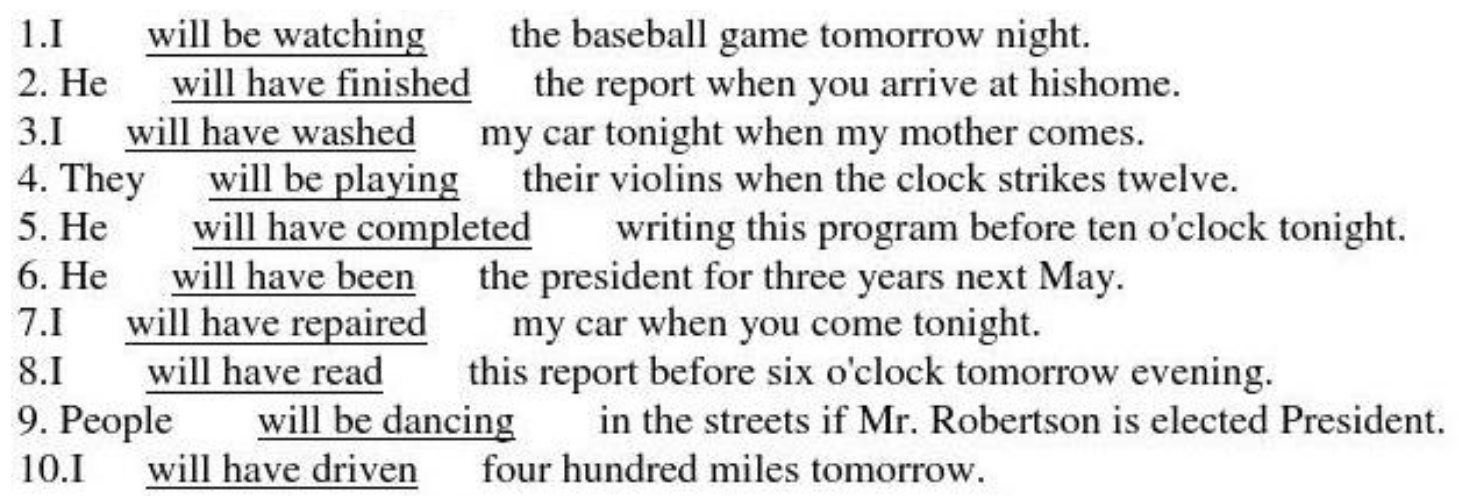 1.I will be watching the baseball game tomorrow night.
2. He will have finished the report when you arrive at hishome.
3.I will have washed my car tonight when my mother comes.
4. They will be playing their violins when the clock strikes twelve.
5. He will have completed writing this program before ten o'clock tonight.
6. He will have been the president for three years next May.
7.I will have repaired my car when you come tonight.
8.I will have read this report before six o'clock tomorrow evening.
9. People will be dancing in the streets if Mr. Robertson is elected President.
10.I will have driven four hundred miles tomorrow.